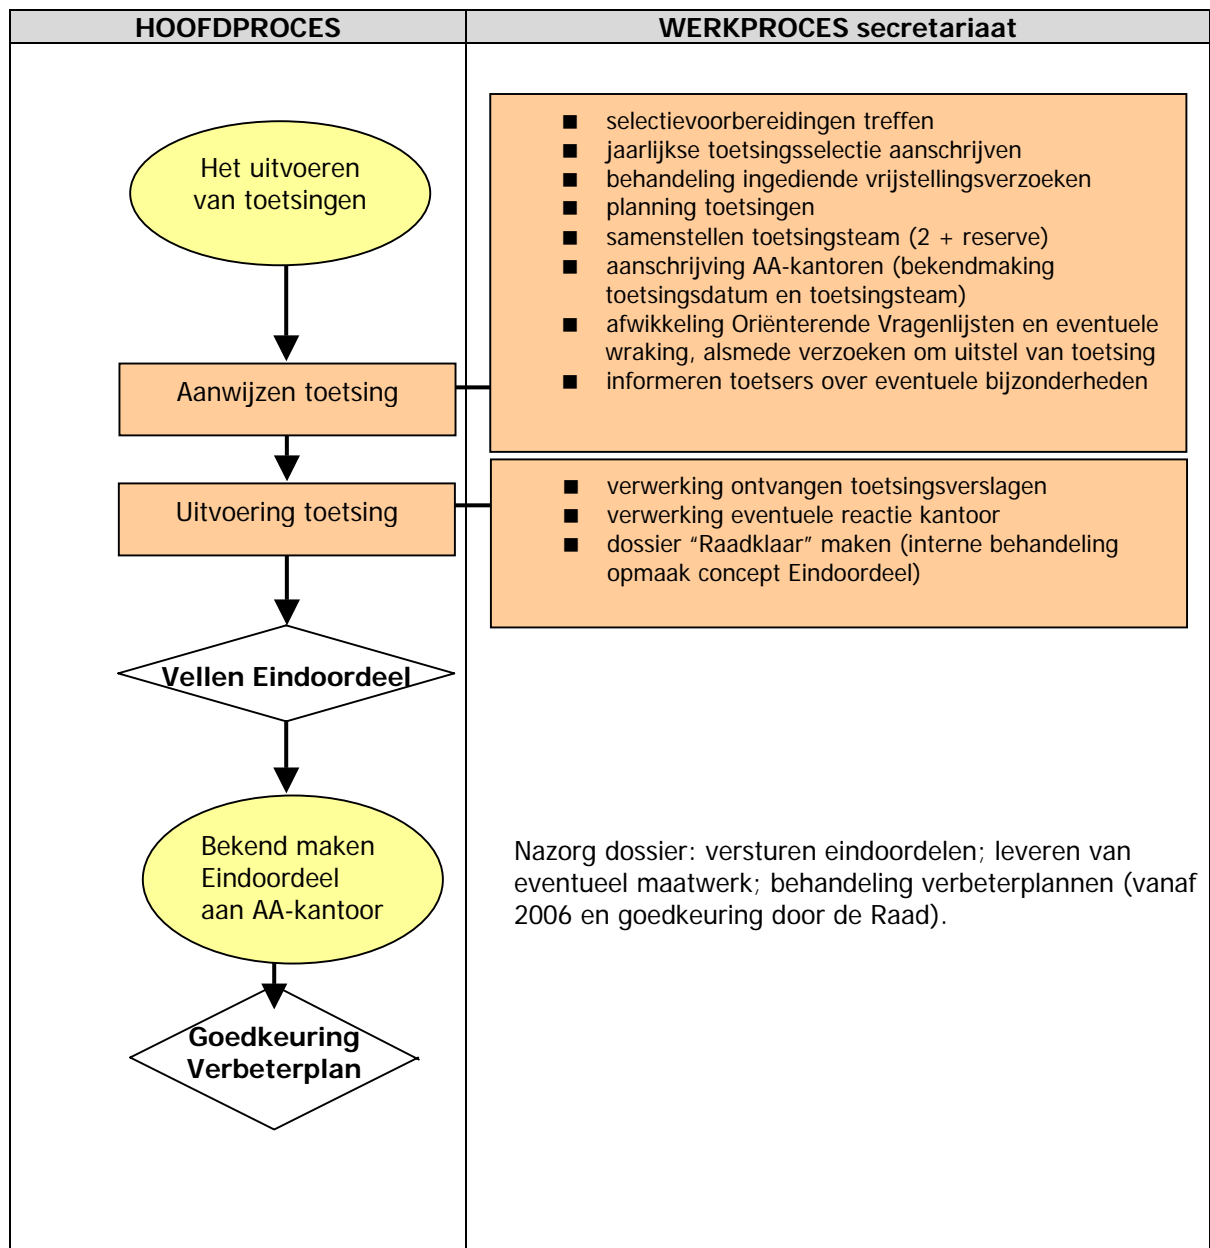 HOOFDPROCES
WERKPROCES secretariaat
Het uitvoeren
van toetsingen
■ selectievoorbereidingen treffen
■ jaarlijkse toetsingsselectie aanschrijven
■ behandeling ingediende vrijstellingsverzoeken
■ planning toetsingen
■ samenstellen toetsingsteam (2 + reserve)
■ aanschrijving AA-kantoren (bekendmaking
toetsingsdatum en toetsingsteam)
■ afwikkeling Oriënterende Vragenlijsten en eventuele
wraking, alsmede verzoeken om uitstel van toetsing
■ informeren toetsers over eventuele bijzonderheden
Aanwijzen toetsing
Uitvoering toetsing
■ verwerking ontvangen toetsingsverslagen
■ verwerking eventuele reactie kantoor
■ dossier “Raadklaar” maken (interne behandeling
opmaak concept Eindoordeel)
Vellen Eindoordeel
Bekend maken
Eindoordeel
aan AA-kantoor
Nazorg dossier: versturen eindoordelen; leveren van
eventueel maatwerk; behandeling verbeterplannen (vanaf
2006 en goedkeuring door de Raad).
Goedkeuring
Verbeterplan